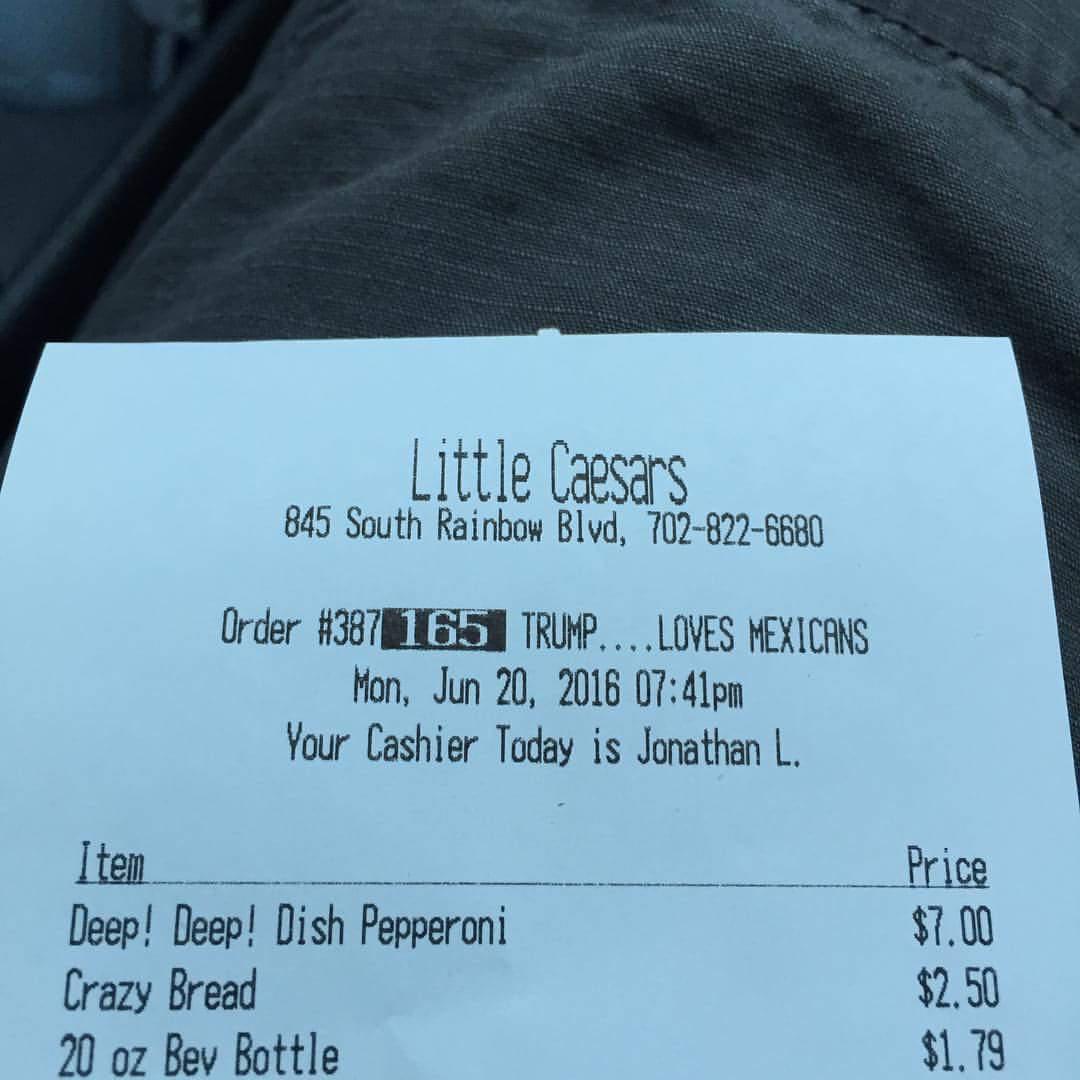 Little Caesars
845 South Rainbow Blvd, 702-822-6680
Order #387 165 TRUMP....LOVES MEXICANS
Mon, Jun 20, 2016 07:41pm
Your Cashier Today is Jonathan L.
Item Price
Deep! Deep! Dish Pepperoni $7.00
Crazy Bread $2.50
20 oz Bev Bottle $1.79